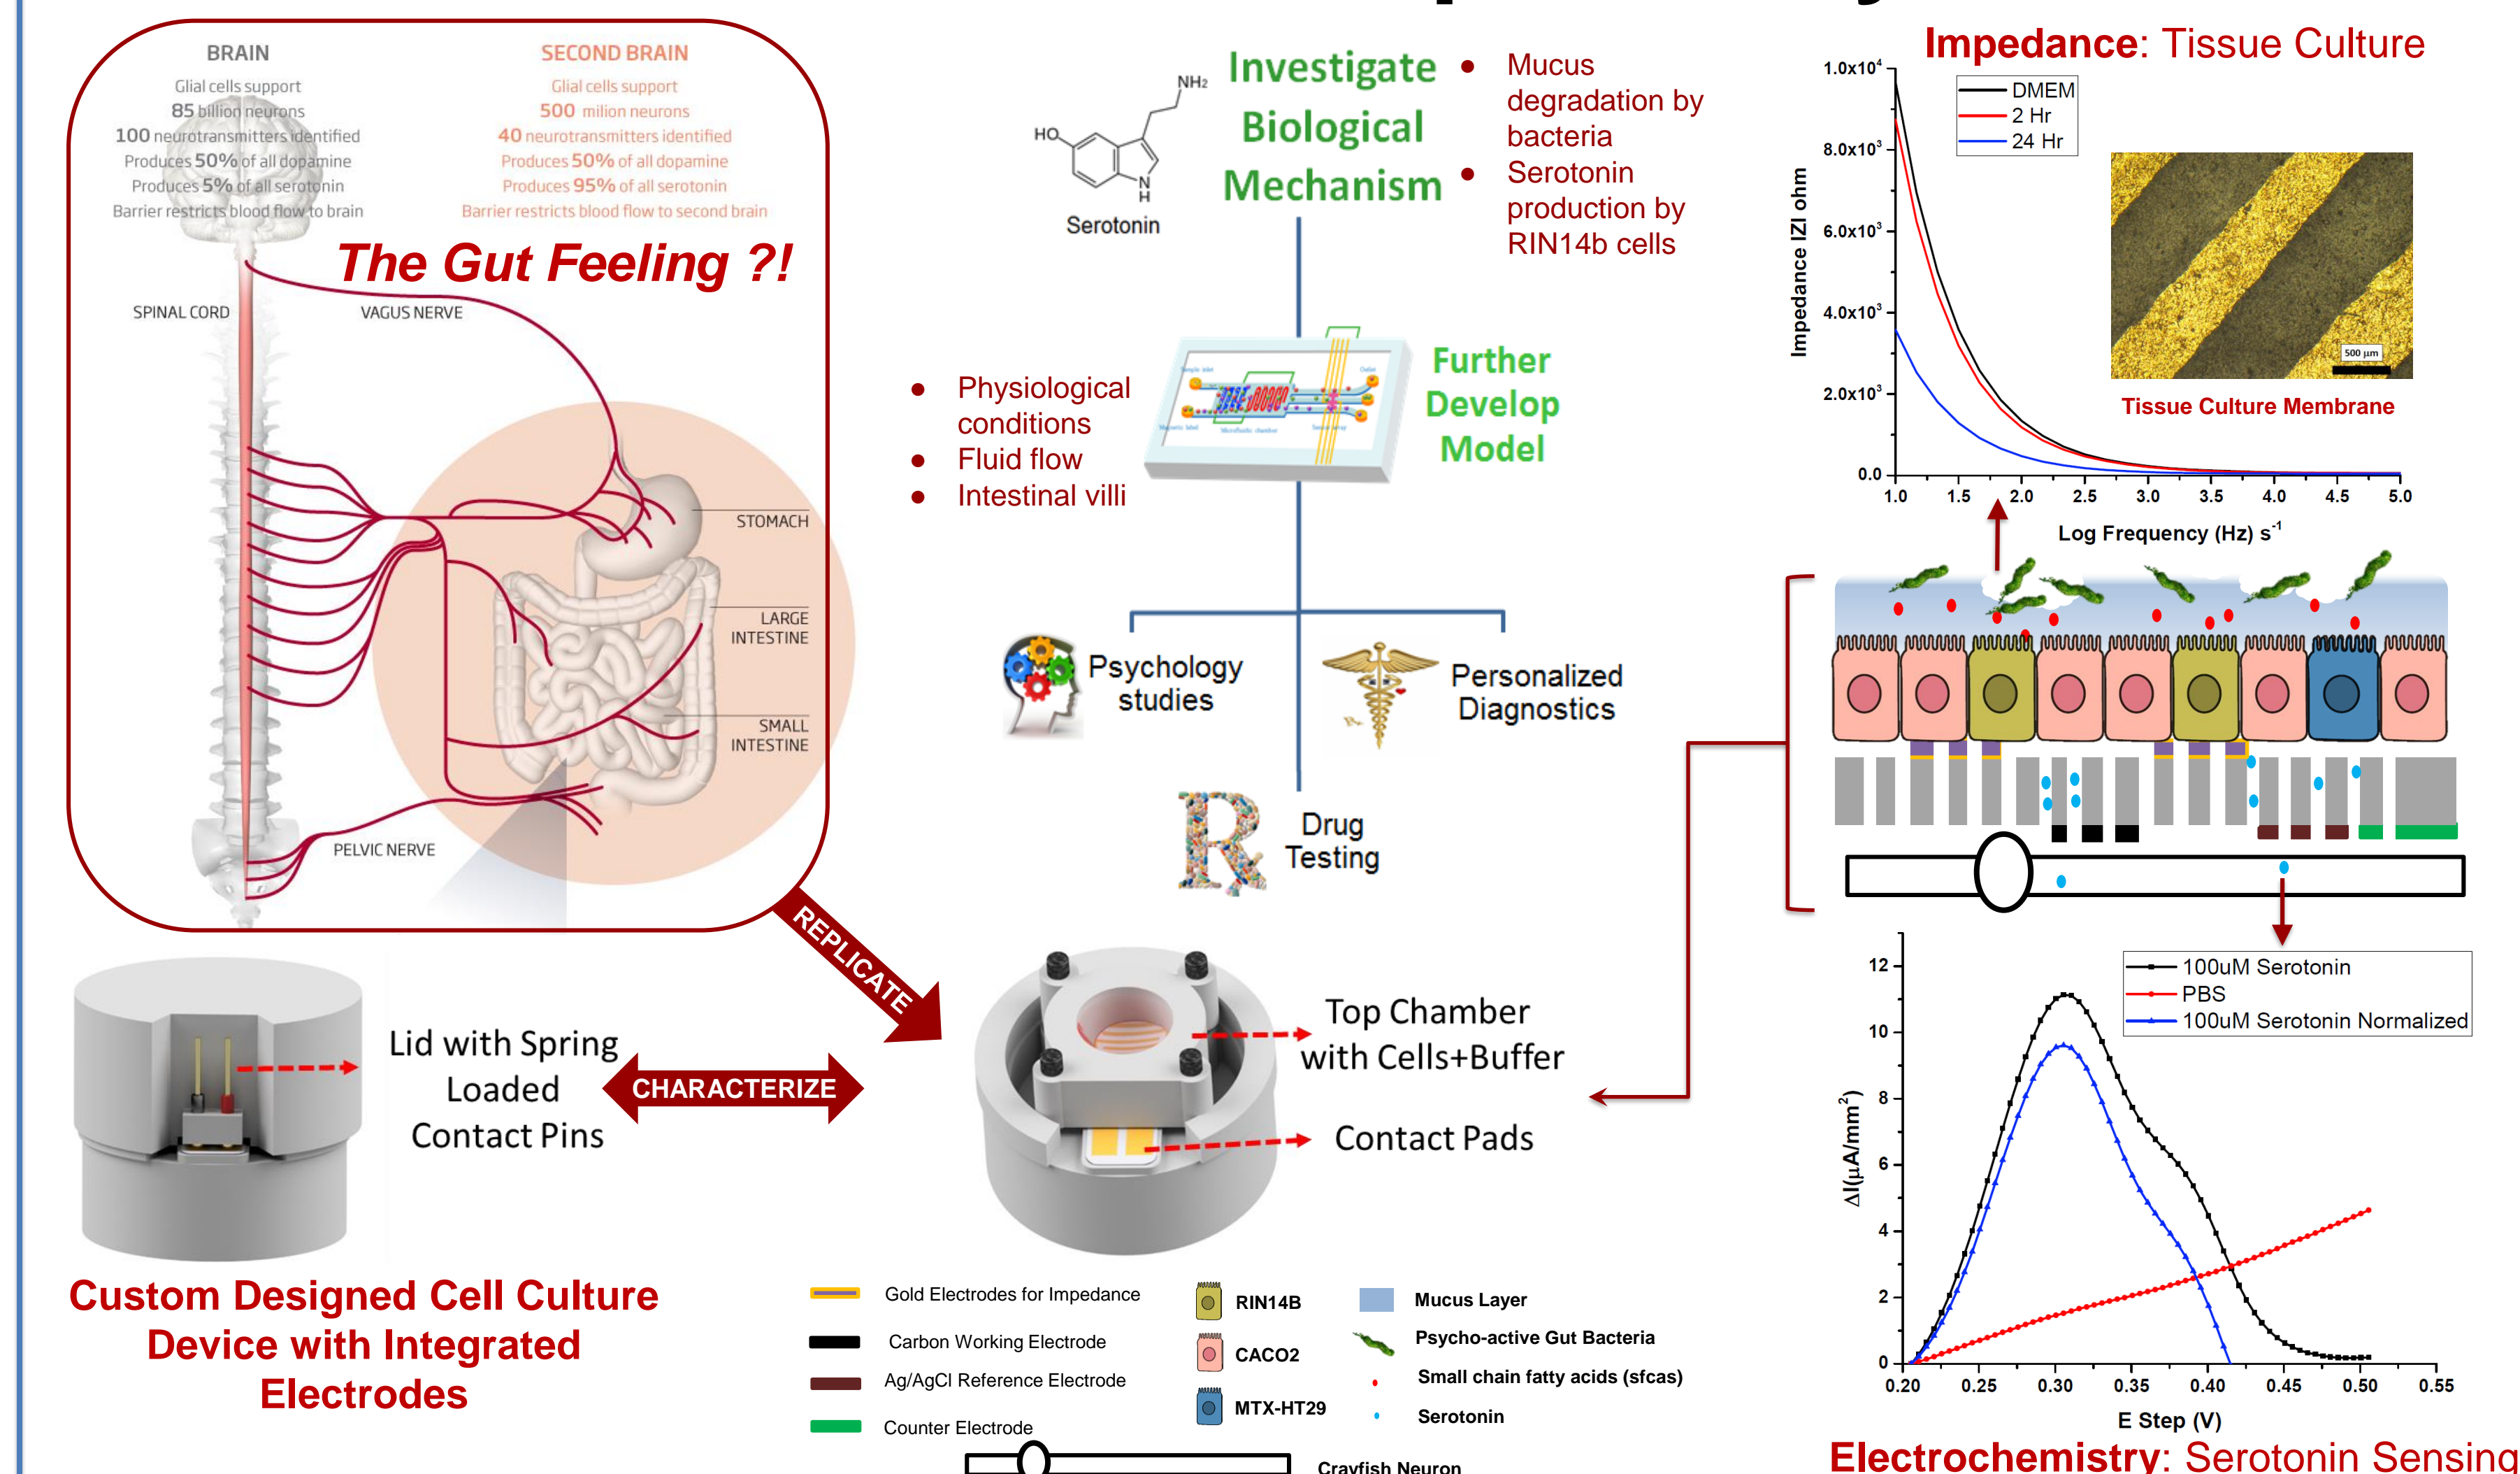 BRAIN
Glial cells support
85 billion neurons
100 neurotransmitters identified
Produces 50% of all dopamine
Produces 5% of all serotonin
Barrier restricts blood flow to brain
SECOND BRAIN
Glial cells support
500 milion neurons
40 neurotransmitters identified
Produces 50% of all dopamine
Produces 95% of all serotonin
Barrier restricts blood flow to second brain
The Gut Feeling ?!
SPINAL CORD
VAGUS NERVE
STOMACH
LARGE
INTESTINE
SMALL
INTESTINE
PELVIC NERVE
REPLICATE
NH2
HO
N
H
Serotonin
Investigate
Biological
Mechanism
● Mucus
degradation by
bacteria
● Serotonin
production by
RIN14b cells
● Physiological
conditions
● Fluid flow
● Intestinal villi
Sample inlet
Outlet
Magnetic label
Microfluidic chamber
Further
Develop
Model
Psychology
studies
Personalized
Diagnostics
Drug
Testing
Impedance: Tissue Culture
DMEM
2 Hr
24 Hr
1.0x10⁴
8.0x10³
6.0x10³
4.0x10³
2.0x10³
0.0
Impedance IZI ohm
500 µm
Tissue Culture Membrane
1.0 1.5 2.0 2.5 3.0 3.5 4.0 4.5 5.0
Log Frequency (Hz) s⁻¹
Lid with Spring
Loaded
Contact Pins
CHARACTERIZE
Top Chamber
with Cells+Buffer
Contact Pads
Custom Designed Cell Culture
Device with Integrated
Electrodes
Gold Electrodes for Impedance
Carbon Working Electrode
Ag/AgCl Reference Electrode
Counter Electrode
RIN14B
CACO2
MTX-HT29
Mucus Layer
Psycho-active Gut Bacteria
Small chain fatty acids (sfcas)
Serotonin
Crayfish Neuron
100uM Serotonin
PBS
100uM Serotonin Normalized
12
10
8
6
4
2
0
ΔI(µA/mm²)
0.20 0.25 0.30 0.35 0.40 0.45 0.50 0.55
E Step (V)
Electrochemistry: Serotonin Sensing